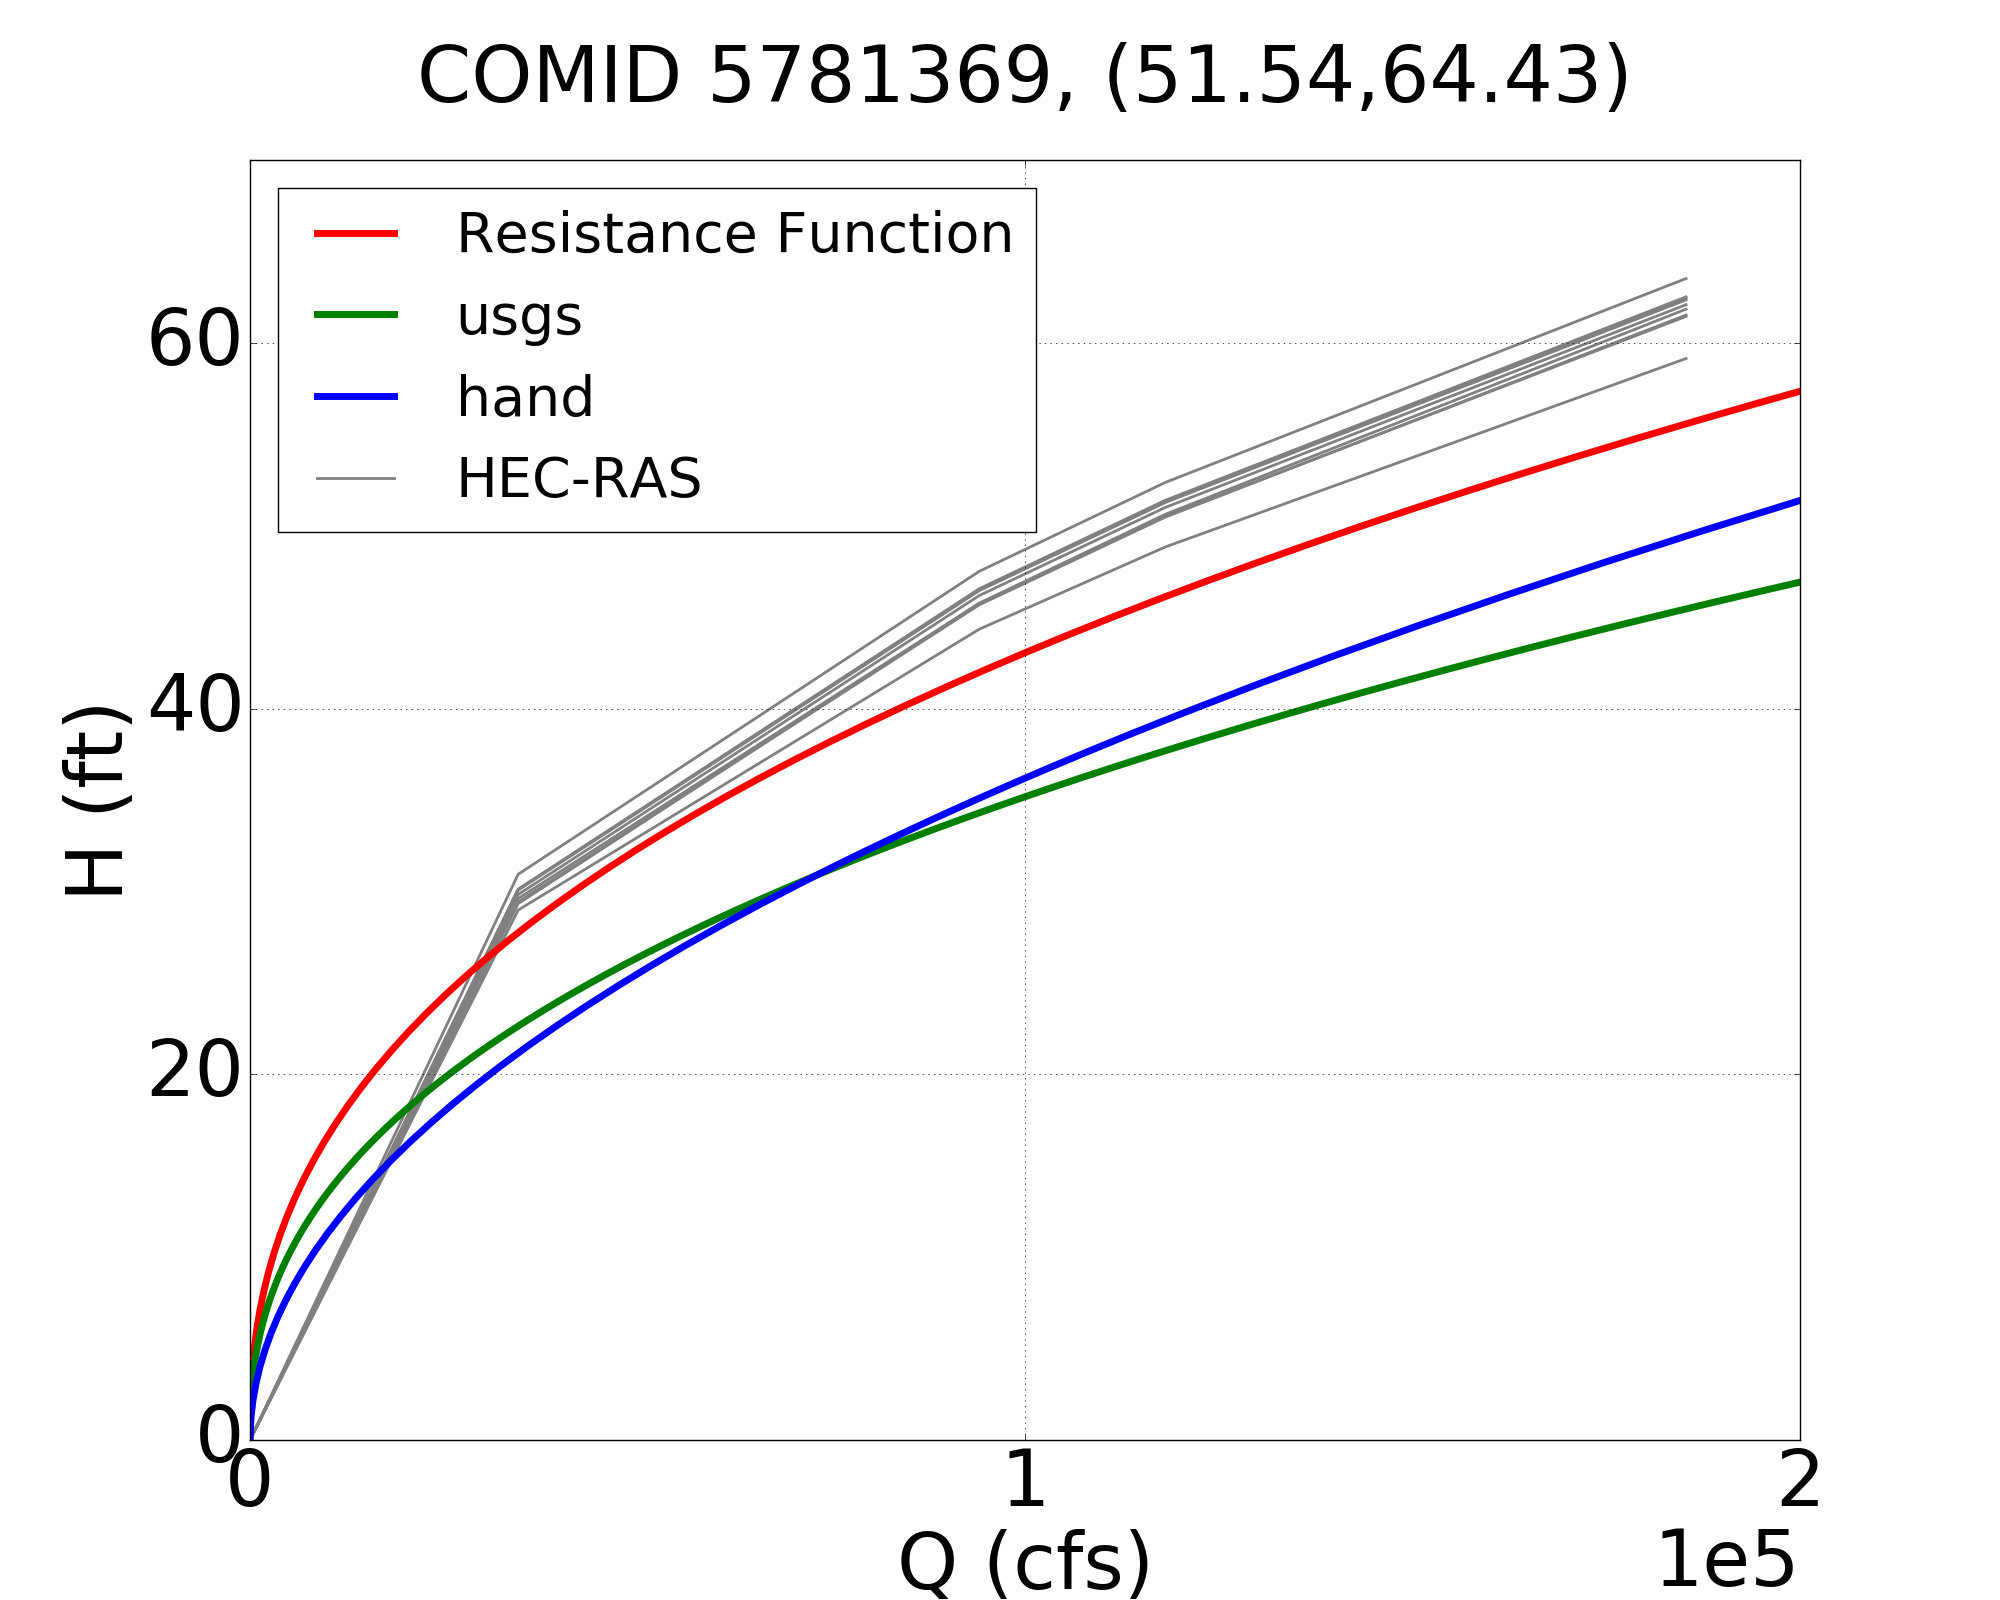 COMID 5781369, (51.54,64.43)
Resistance Function
usgs
hand
HEC-RAS
60
40
20
0
H (ft)
0 1 2
Q (cfs)
1e5